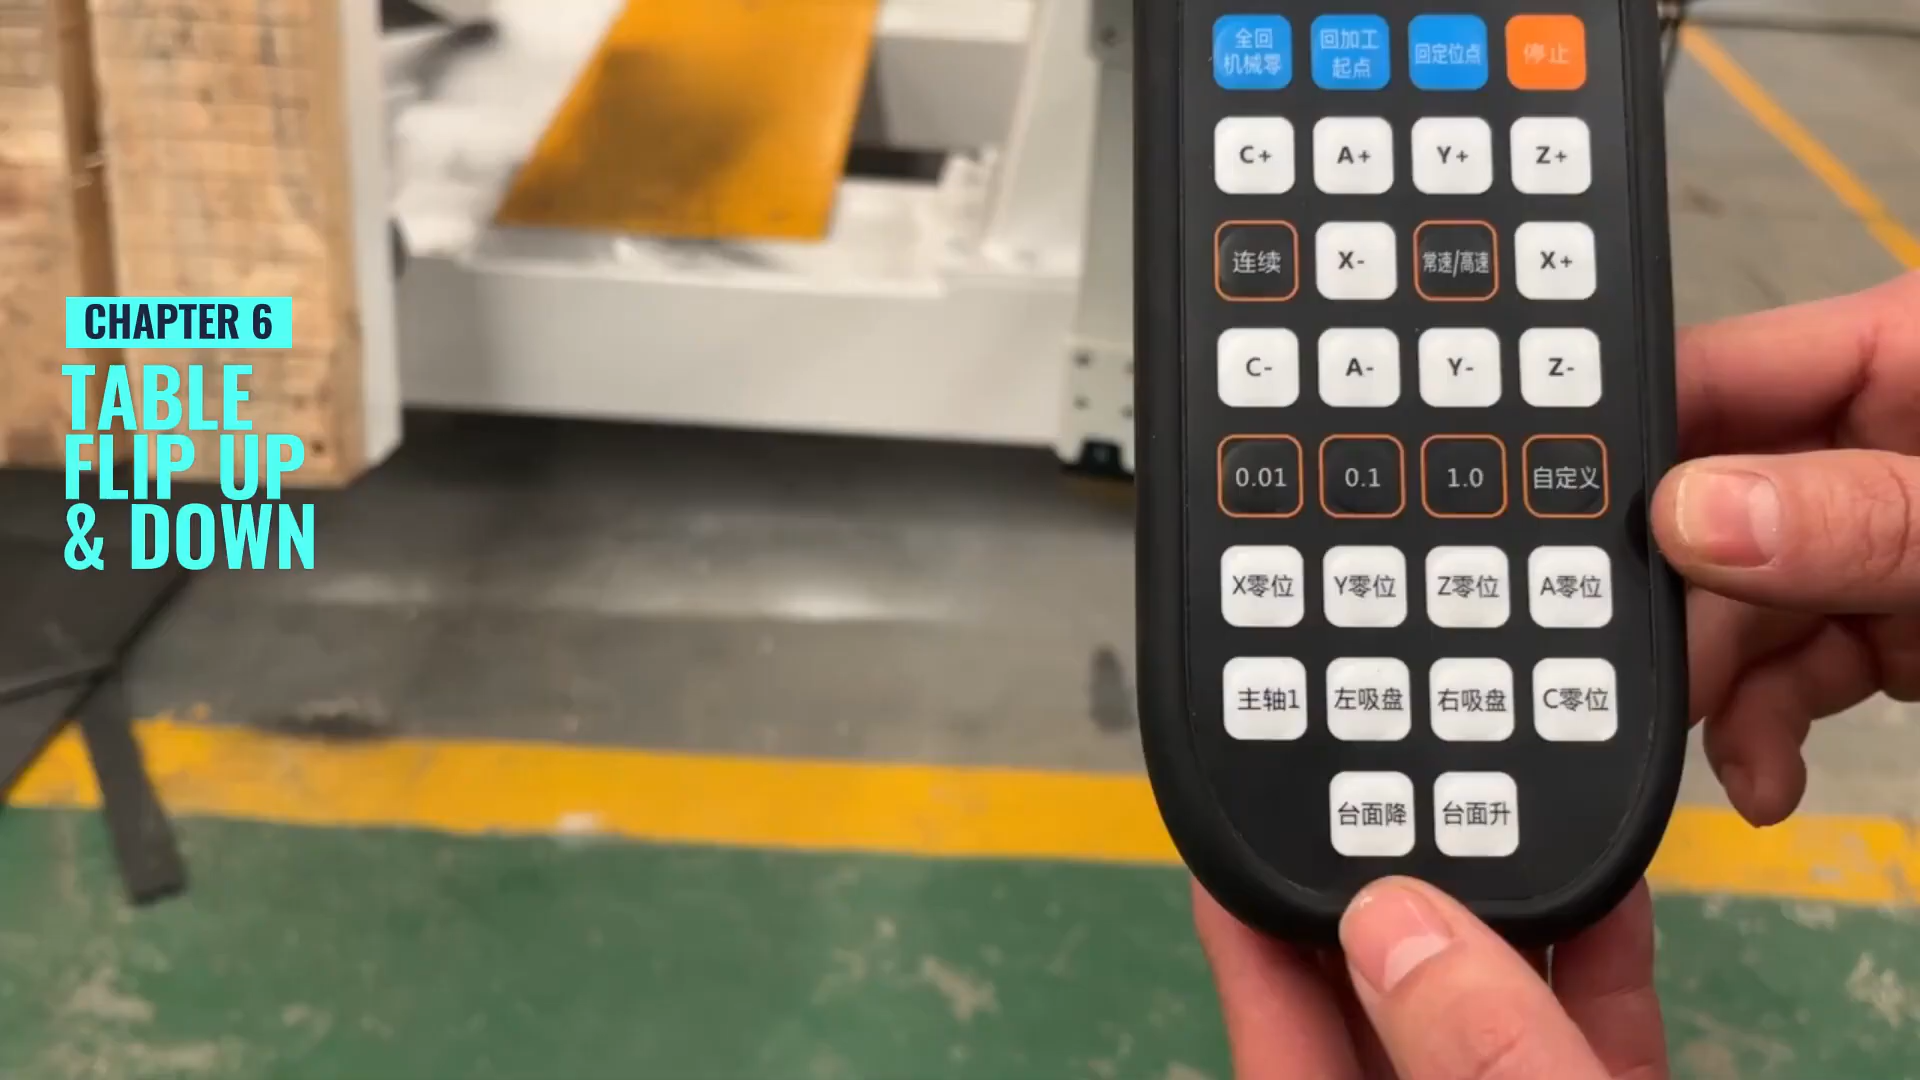 CHAPTER 6
TABLE
FLIP UP
& DOWN
全回
机械零
回加工
起点
回定位点
停止
C+
A+
Y+
Z+
连续
X-
常速/高速
X+
C-
A-
Y-
Z-
0.01
0.1
1.0
自定义
X零位
Y零位
Z零位
A零位
主轴1
左吸盘
右吸盘
C零位
台面降
台面升